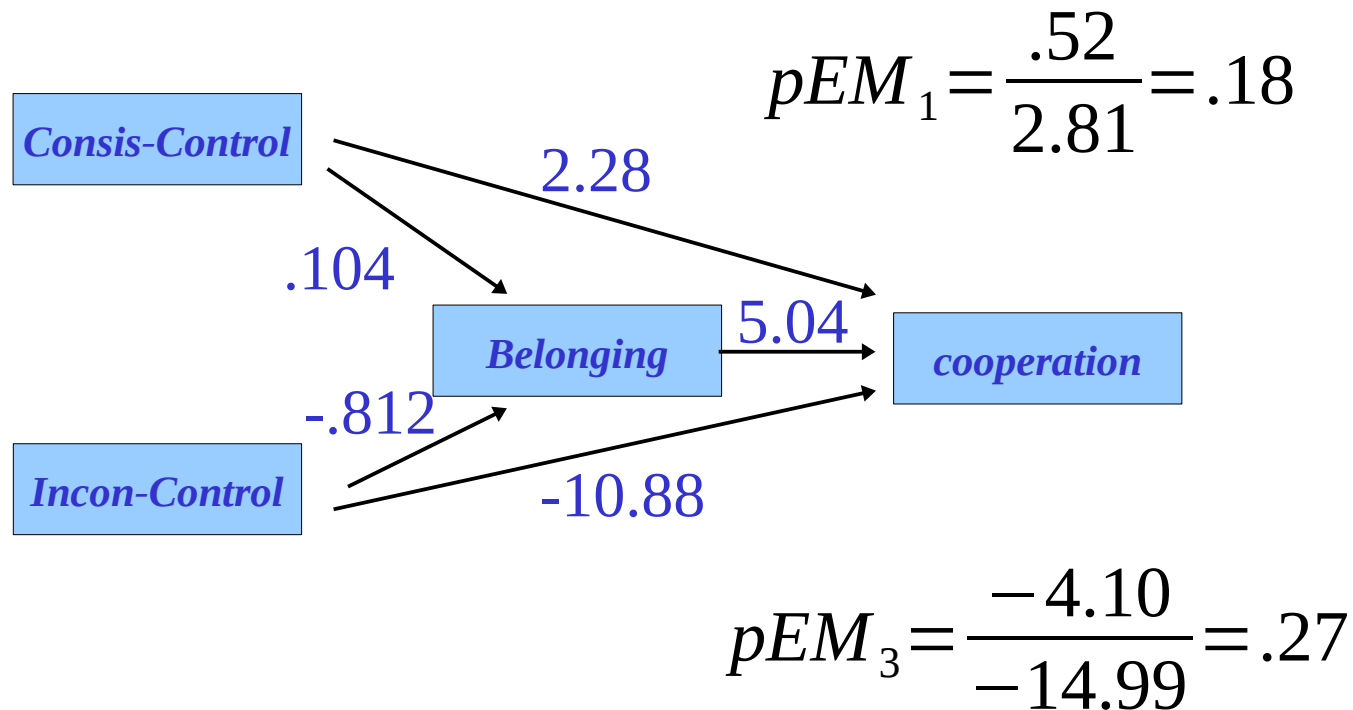 pEM₁ = .52 / 2.81 = .18
Consis-Control
2.28
.104
Belonging
5.04
cooperation
-.812
Incon-Control
-10.88
pEM₃ = −4.10 / −14.99 = .27